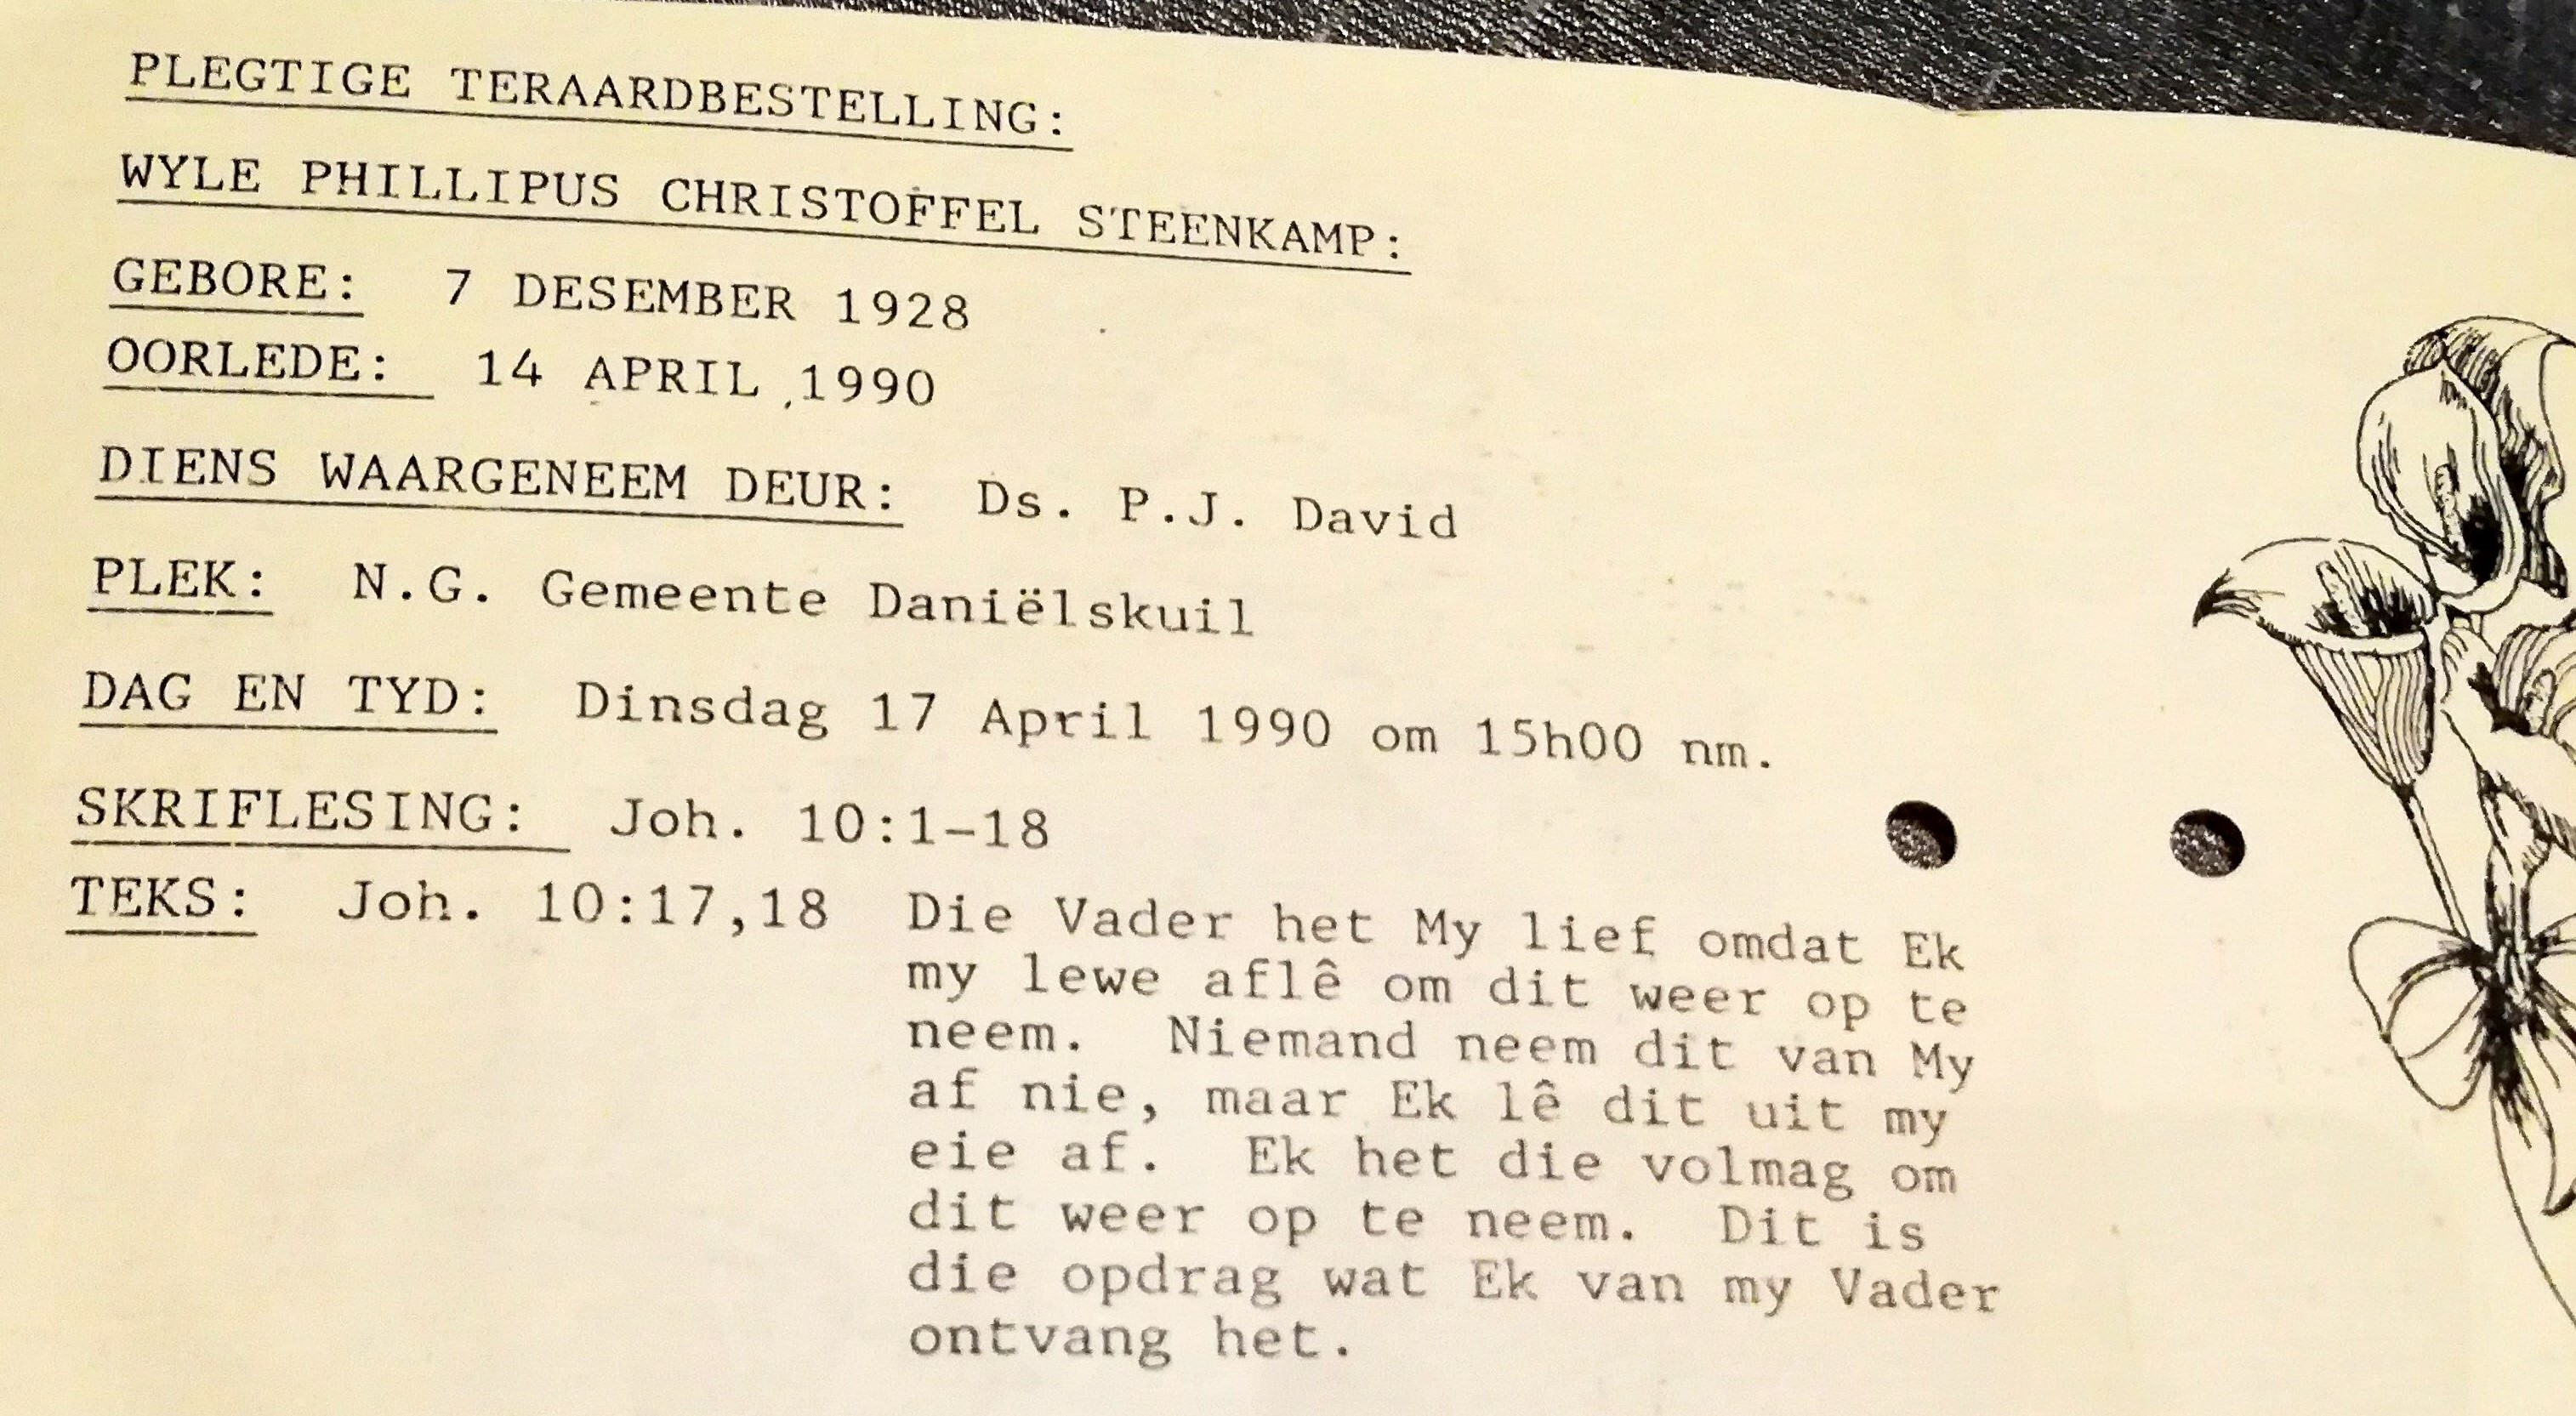 PLEGTIGE TERAARDBESTELLING:
WYLE PHILLIPUS CHRISTOFFEL STEENKAMP:
GEBORE: 7 DESEMBER 1928
OORLEDE: 14 APRIL 1990
DIENS WAARGENEEM DEUR: Ds. P.J. David
PLEK: N.G. Gemeente Daniëlskuil
DAG EN TYD: Dinsdag 17 April 1990 om 15h00 nm.
SKRIFLESING: Joh. 10:1-18
TEKS: Joh. 10:17,18 Die Vader het My lief omdat Ek
my lewe aflê om dit weer op te
neem. Niemand neem dit van My
af nie, maar Ek lê dit uit my
eie af. Ek het die volmag om
dit weer op te neem. Dit is
die opdrag wat Ek van my Vader
ontvang het.